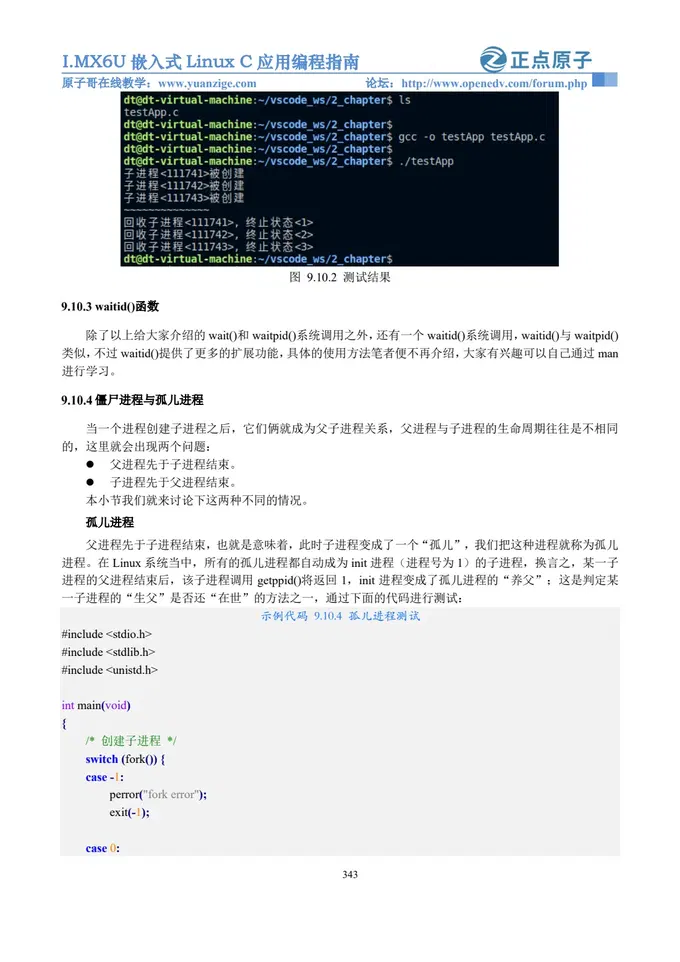 I.MX6U 嵌入式 Linux C 应用编程指南
正点原子
原子哥在线教学：www.yuanzige.com
论坛：http://www.openedv.com/forum.php
dt@dt-virtual-machine:~/vscode_ws/2_chapter$ ls
testApp.c
dt@dt-virtual-machine:~/vscode_ws/2_chapter$
dt@dt-virtual-machine:~/vscode_ws/2_chapter$ gcc -o testApp testApp.c
dt@dt-virtual-machine:~/vscode_ws/2_chapter$
dt@dt-virtual-machine:~/vscode_ws/2_chapter$ ./testApp
子进程<111741>被创建
子进程<111742>被创建
子进程<111743>被创建
~~~~~~~~~~~~~~
回收子进程<111741>, 终止状态<1>
回收子进程<111742>, 终止状态<2>
回收子进程<111743>, 终止状态<3>
dt@dt-virtual-machine:~/vscode_ws/2_chapter$
图 9.10.2 测试结果
9.10.3 waitid()函数
除了以上给大家介绍的 wait()和 waitpid()系统调用之外，还有一个 waitid()系统调用，waitid()与 waitpid()
类似，不过 waitid()提供了更多的扩展功能，具体的使用方法笔者便不再介绍，大家有兴趣可以自己通过 man
进行学习。
9.10.4 僵尸进程与孤儿进程
当一个进程创建子进程之后，它们俩就成为父子进程关系，父进程与子进程的生命周期往往是不相同
的，这里就会出现两个问题：
● 父进程先于子进程结束。
● 子进程先于父进程结束。
本小节我们就来讨论下这两种不同的情况。
孤儿进程
父进程先于子进程结束，也就是意味着，此时子进程变成了一个“孤儿”，我们把这种进程就称为孤儿
进程。在 Linux 系统当中，所有的孤儿进程都自动成为 init 进程（进程号为 1）的子进程，换言之，某一子
进程的父进程结束后，该子进程调用 getppid()将返回 1，init 进程变成了孤儿进程的“养父”；这是判定某
一子进程的“生父”是否还“在世”的方法之一，通过下面的代码进行测试：
示例代码 9.10.4 孤儿进程测试
#include <stdio.h>
#include <stdlib.h>
#include <unistd.h>
int main(void)
{
/* 创建子进程 */
switch (fork()) {
case -1:
perror("fork error");
exit(-1);
case 0:
343